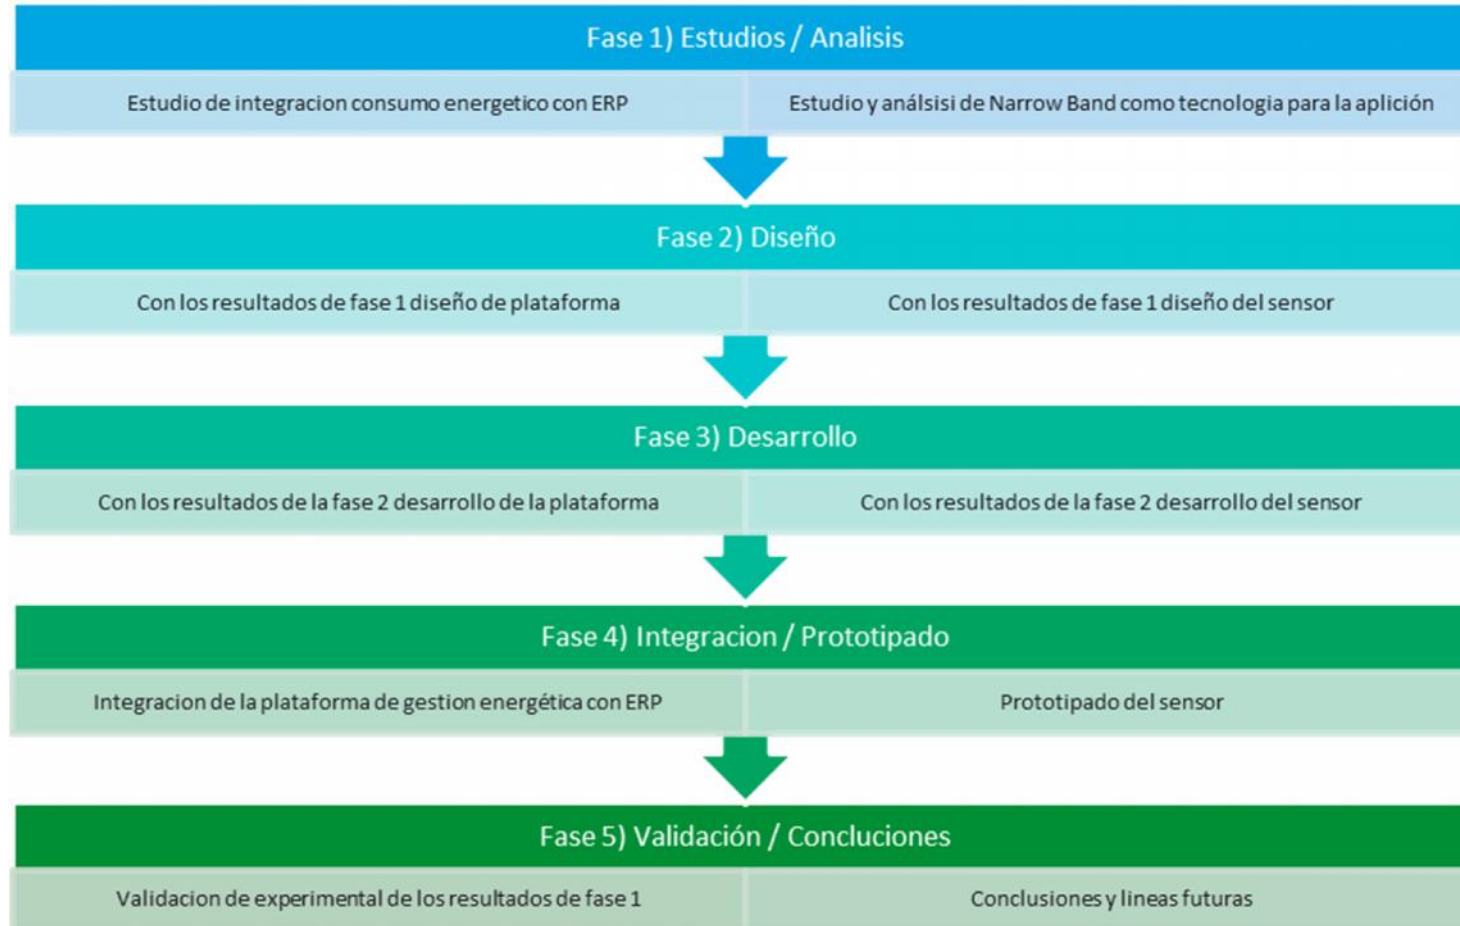 Fase 1) Estudios / Analisis
Estudio de integracion consumo energetico con ERP
Estudio y análsisi de Narrow Band como tecnologia para la aplición
Fase 2) Diseño
Con los resultados de fase 1 diseño de plataforma
Con los resultados de fase 1 diseño del sensor
Fase 3) Desarrollo
Con los resultados de la fase 2 desarrollo de la plataforma
Con los resultados de la fase 2 desarrollo del sensor
Fase 4) Integracion / Prototipado
Integracion de la plataforma de gestion energética con ERP
Prototipado del sensor
Fase 5) Validación / Concluciones
Validacion de experimental de los resultados de fase 1
Conclusiones y lineas futuras